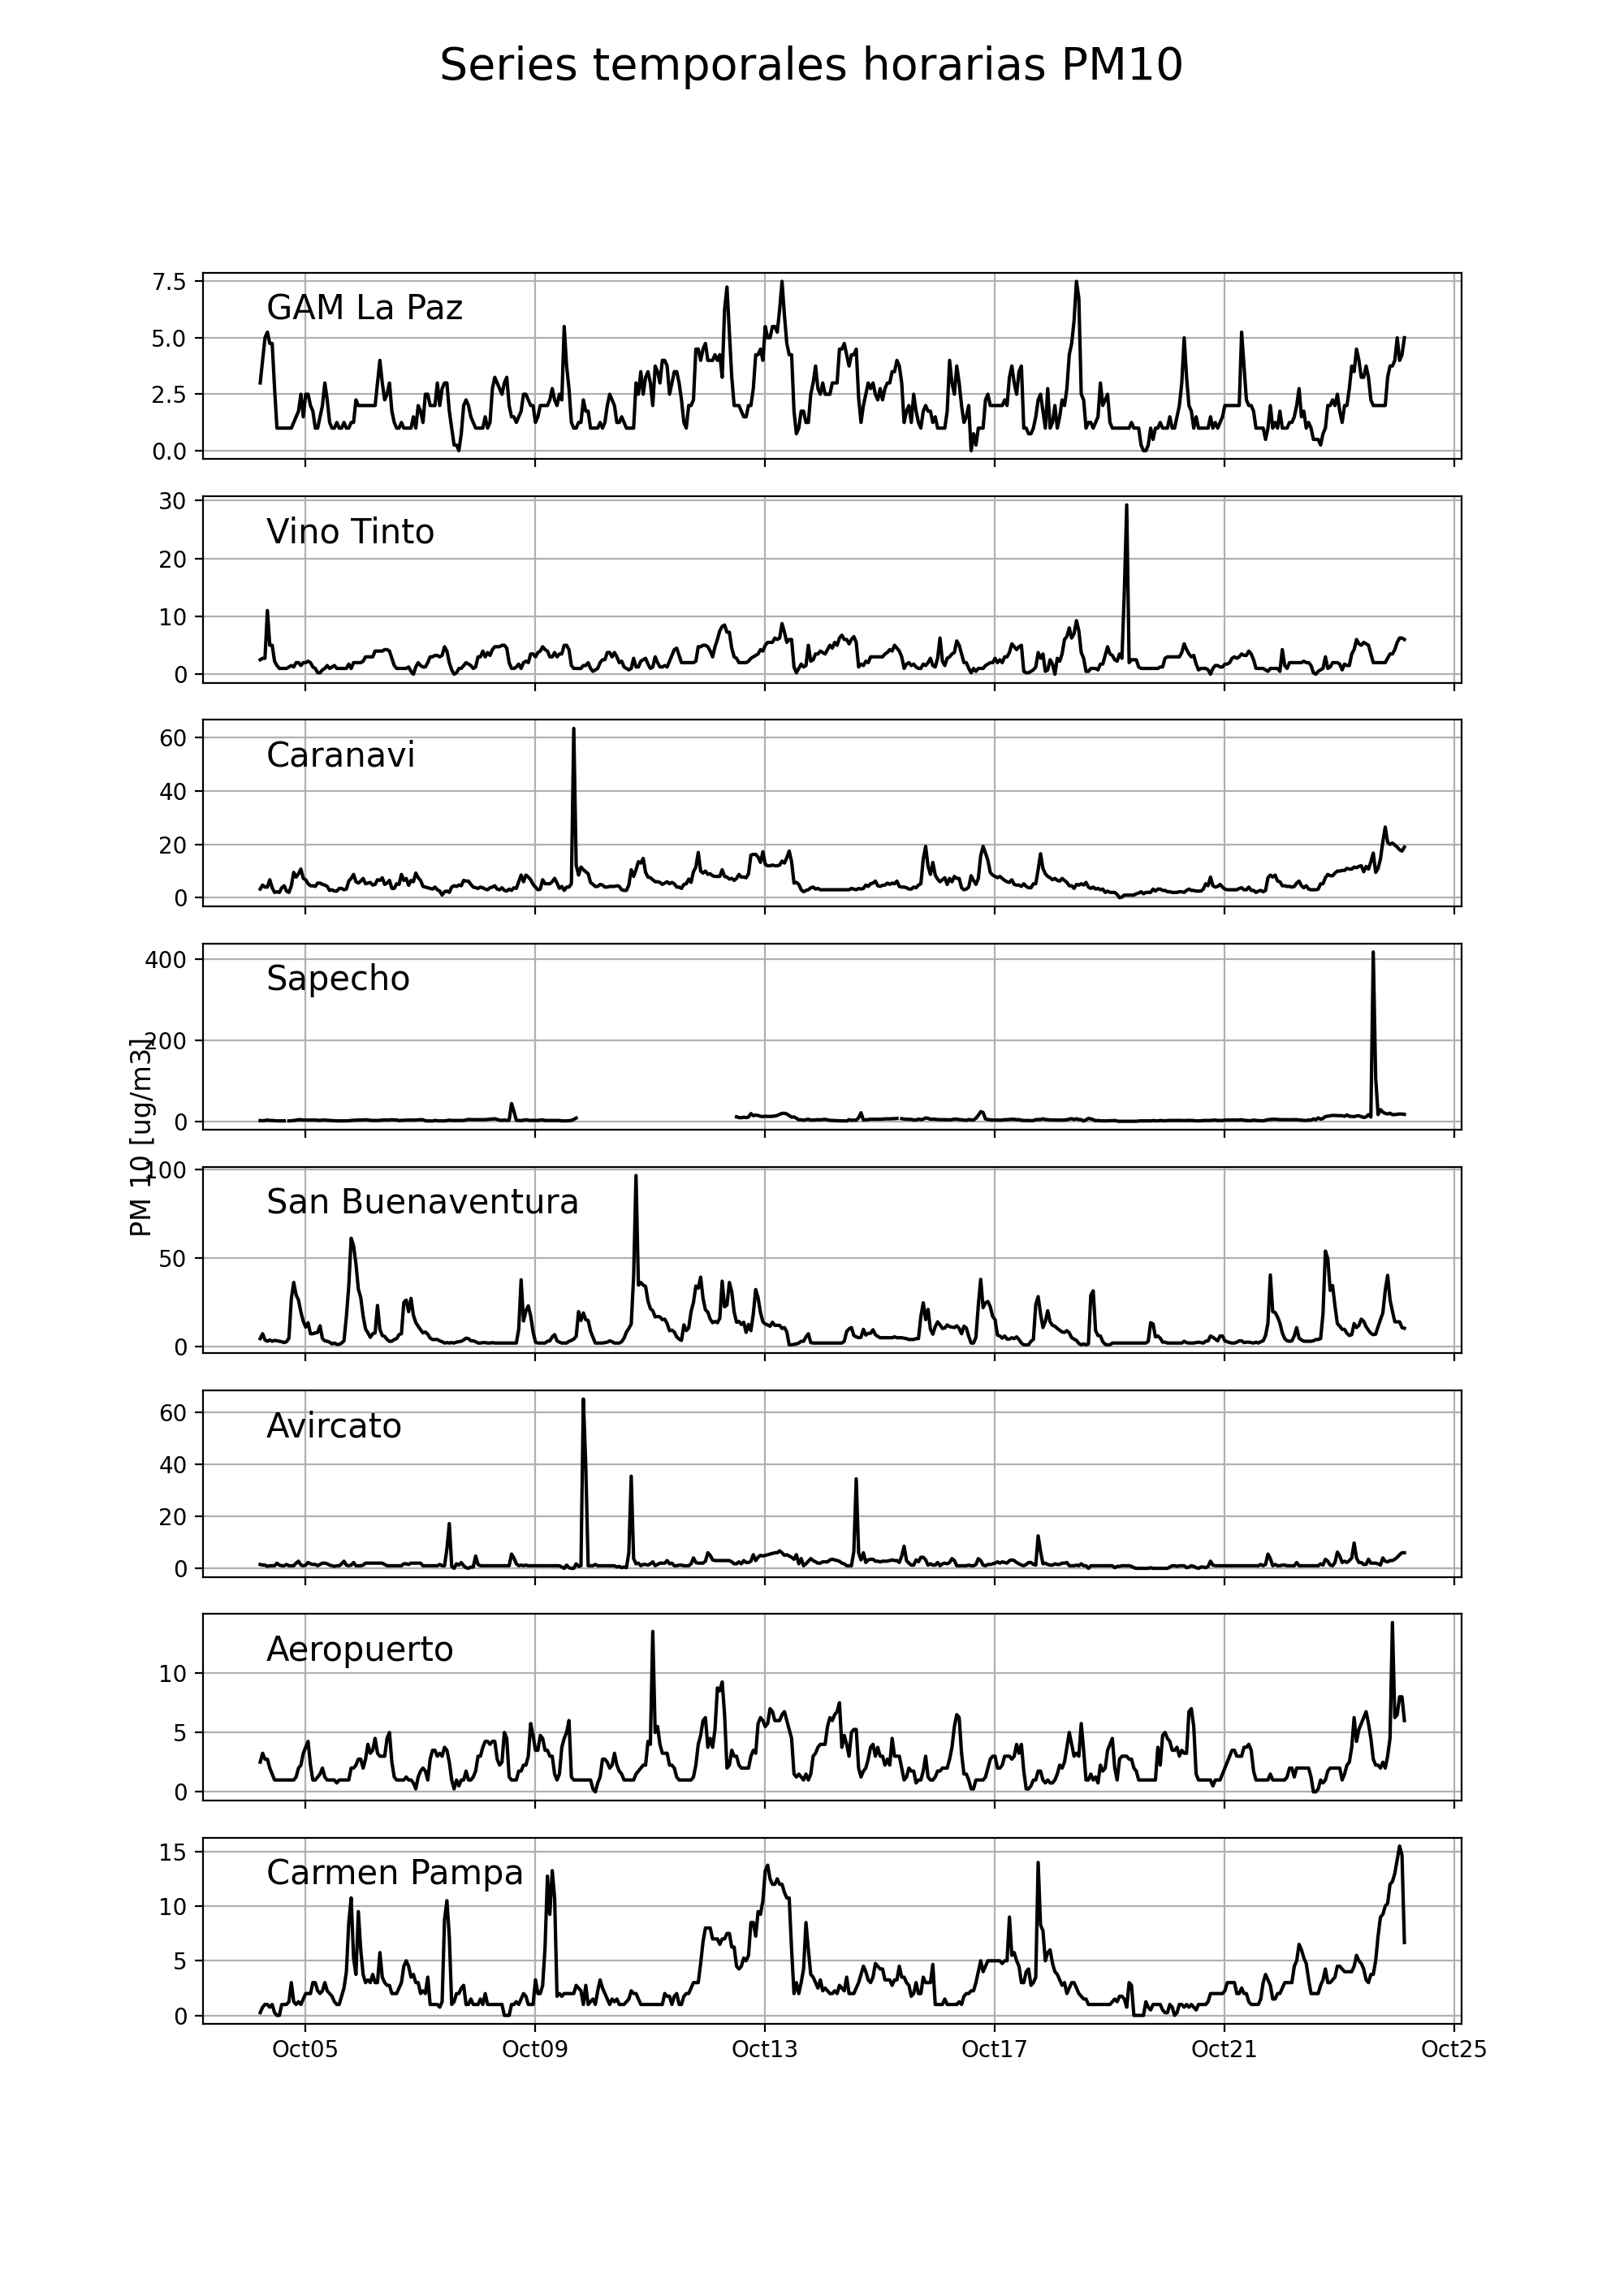 Series temporales horarias PM10
7.5
GAM La Paz
5.0
2.5
0.0
30
Vino Tinto
20
10
0
60
Caranavi
40
20
0
400
Sapecho
200
0
PM 10 [ug/m3]
100
San Buenaventura
50
0
60
Avircato
40
20
0
Aeropuerto
10
5
0
15
Carmen Pampa
10
5
0
Oct05 Oct09 Oct13 Oct17 Oct21 Oct25